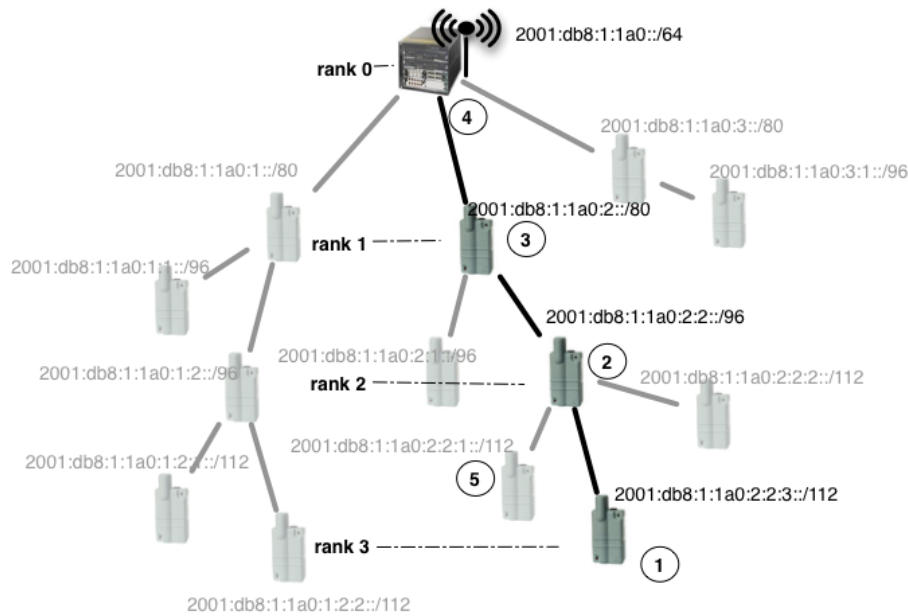 2001:db8:1:1a0::/64
rank 0
4
2001:db8:1:1a0:3::/80
2001:db8:1:1a0:1::/80
2001:db8:1:1a0:3:1::/96
2001:db8:1:1a0:2::/80
rank 1
3
2001:db8:1:1a0:1:1::/96
2001:db8:1:1a0:2:2::/96
2001:db8:1:1a0:2:1::/96
2
2001:db8:1:1a0:1:2::/96
rank 2
2001:db8:1:1a0:2:2:2::/112
2001:db8:1:1a0:2:2:1::/112
2001:db8:1:1a0:1:2:1::/112
5
2001:db8:1:1a0:2:2:3::/112
rank 3
1
2001:db8:1:1a0:1:2:2::/112